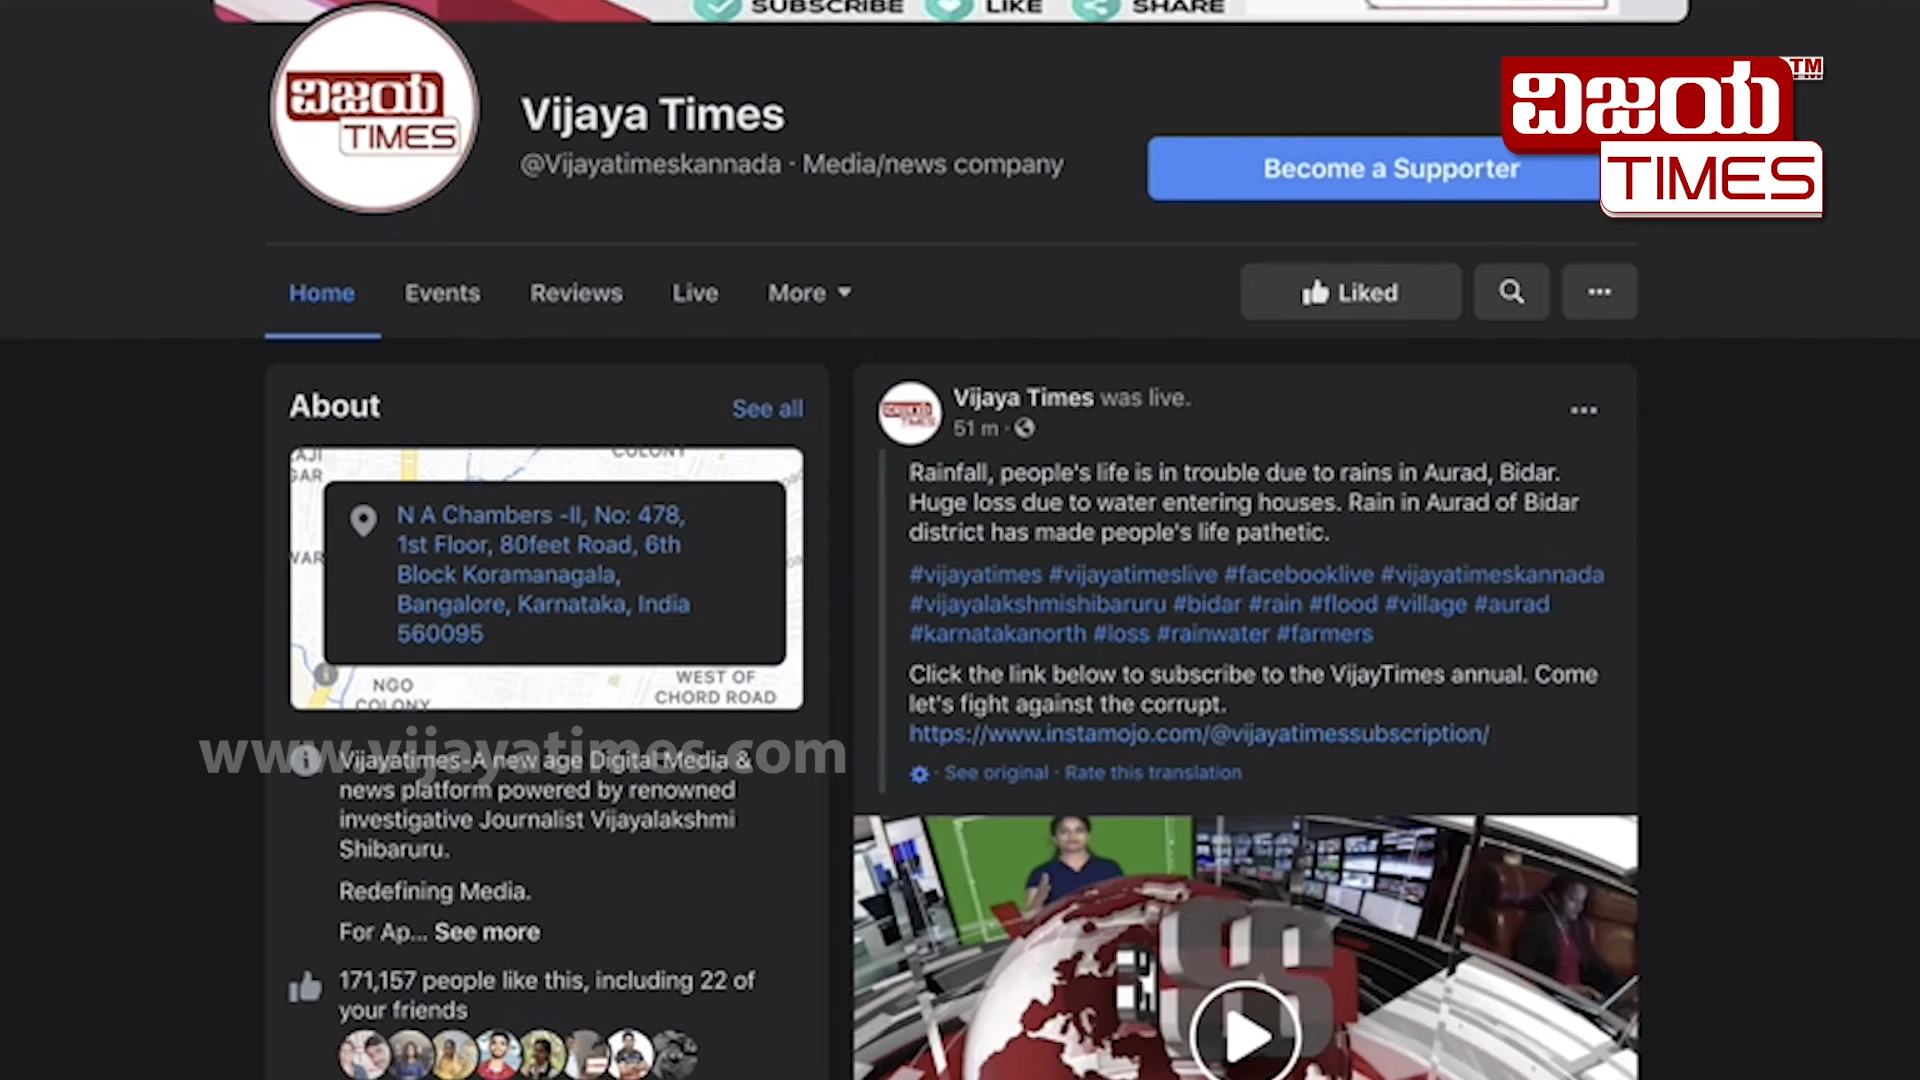 SUBSCRIBE LIKE SHARE
ವಿಜಯ
TIMES
Vijaya Times
@Vijayatimeskannada · Media/news company
Become a Supporter
ವಿಜಯ TM
TIMES
Home Events Reviews Live More
Liked
About See all
COLONY
N A Chambers -II, No: 478,
1st Floor, 80feet Road, 6th
Block Koramanagala,
Bangalore, Karnataka, India
560095
NGO
COLONY
WEST OF
CHORD ROAD
www.vijayatimes.com
Vijayatimes-A new age Digital Media &
news platform powered by renowned
investigative Journalist Vijayalakshmi
Shibaruru.
Redefining Media.
For Ap... See more
171,157 people like this, including 22 of
your friends
Vijaya Times was live.
51 m ·
Rainfall, people's life is in trouble due to rains in Aurad, Bidar.
Huge loss due to water entering houses. Rain in Aurad of Bidar
district has made people's life pathetic.
#vijayatimes #vijayatimeslive #facebooklive #vijayatimeskannada
#vijayalakshmishibaruru #bidar #rain #flood #village #aurad
#karnatakanorth #loss #rainwater #farmers
Click the link below to subscribe to the VijayTimes annual. Come
let's fight against the corrupt.
https://www.instamojo.com/@vijayatimessubscription/
· See original · Rate this translation